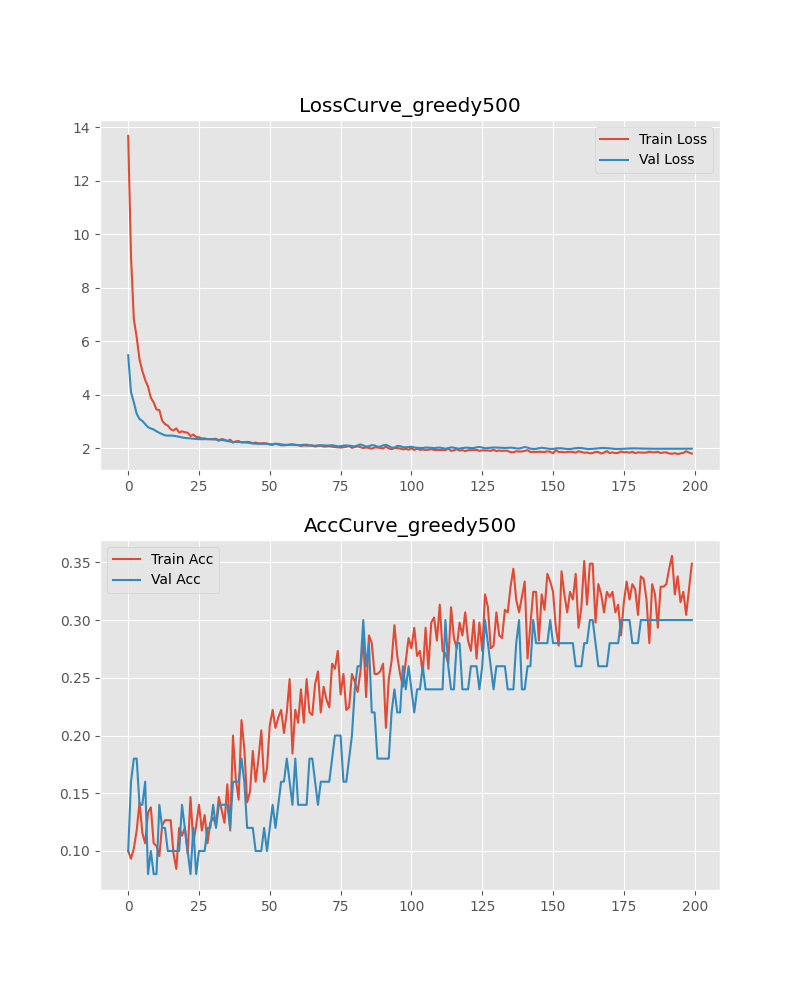 LossCurve_greedy500
14
12
10
8
6
4
2
Train Loss
Val Loss
0 25 50 75 100 125 150 175 200
AccCurve_greedy500
0.35
0.30
0.25
0.20
0.15
0.10
Train Acc
Val Acc
0 25 50 75 100 125 150 175 200